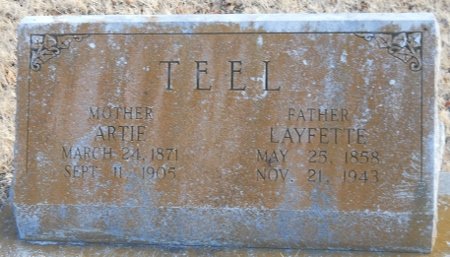 TEEL
MOTHER
ARTIE
MARCH 24, 1871
SEPT. 11, 1905
FATHER
LAYFETTE
MAY 25, 1858
NOV. 21, 1943